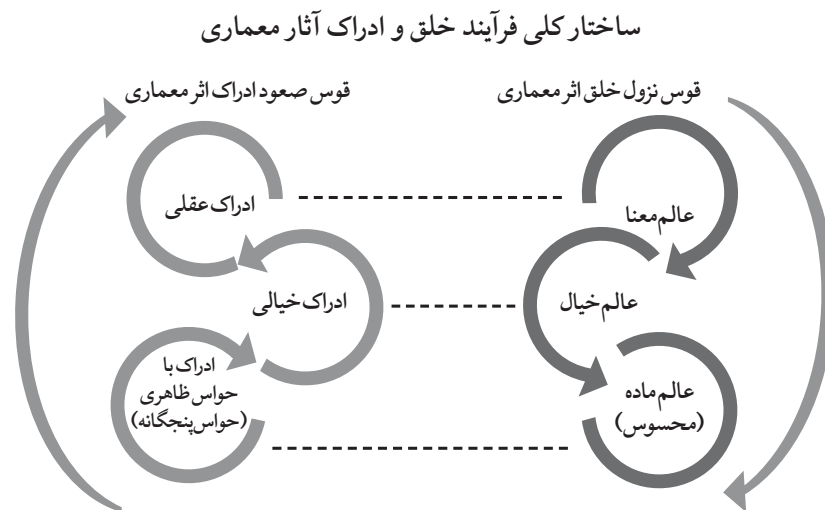 ساختار کلی فرآیند خلق و ادراک آثار معماری
قوس نزول خلق اثر معماری
قوس صعود ادراک اثر معماری
عالم معنا
ادراک عقلی
عالم خیال
ادراک خیالی
عالم ماده
(محسوس)
ادراک با
حواس ظاهری
(حواس پنجگانه)